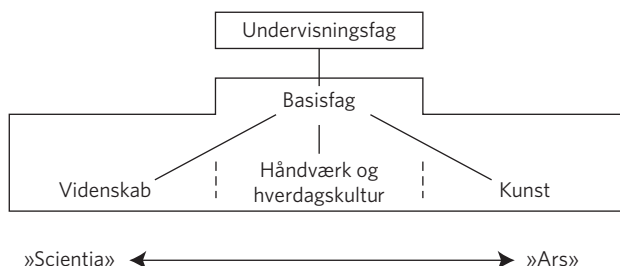 Undervisningsfag
Basisfag
Videnskab
Håndværk og
hverdagskultur
Kunst
»Scientia»
»Ars»